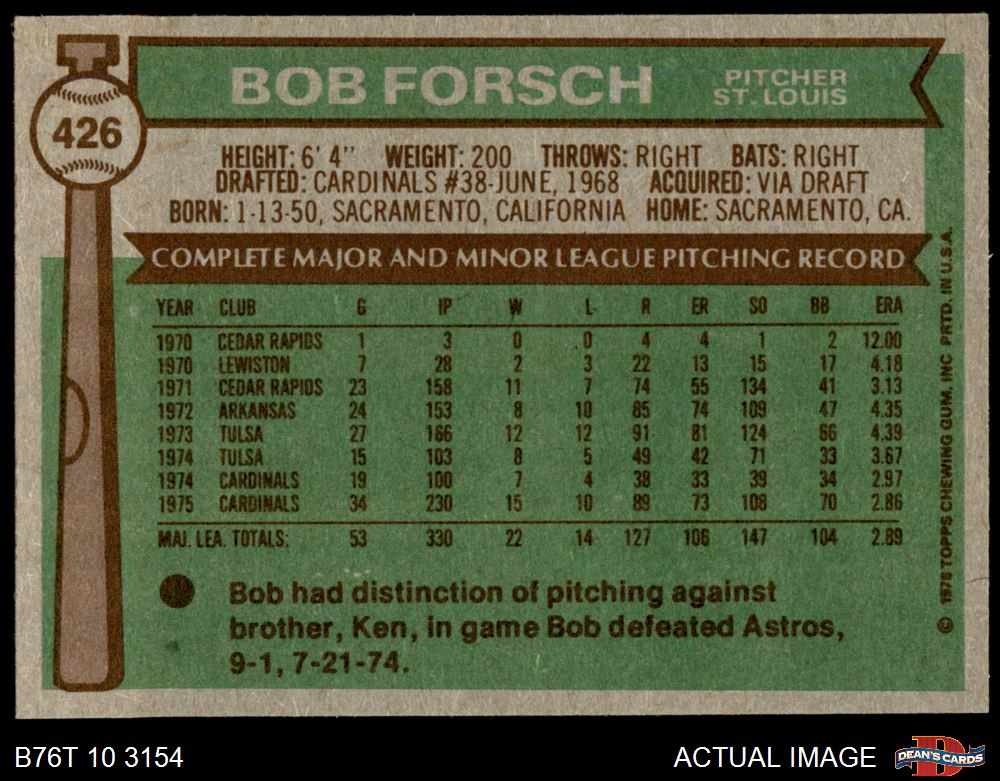 BOB FORSCH PITCHER
ST. LOUIS
426
HEIGHT: 6' 4" WEIGHT: 200 THROWS: RIGHT BATS: RIGHT
DRAFTED: CARDINALS #38-JUNE, 1968 ACQUIRED: VIA DRAFT
BORN: 1-13-50, SACRAMENTO, CALIFORNIA HOME: SACRAMENTO, CA.
COMPLETE MAJOR AND MINOR LEAGUE PITCHING RECORD
YEAR CLUB G IP W L R ER SO BB ERA
1970 CEDAR RAPIDS 1 3 0 0 4 4 1 2 12.00
1970 LEWISTON 7 28 2 3 22 13 15 17 4.18
1971 CEDAR RAPIDS 23 158 11 7 74 55 134 41 3.13
1972 ARKANSAS 24 153 8 10 85 74 109 47 4.35
1973 TULSA 27 166 12 12 91 81 124 66 4.39
1974 TULSA 15 103 8 5 49 42 71 33 3.67
1974 CARDINALS 19 100 7 4 38 33 39 34 2.97
1975 CARDINALS 34 230 15 10 89 73 108 70 2.86
MAJ. LEA. TOTALS: 53 330 22 14 127 106 147 104 2.89
Bob had distinction of pitching against
brother, Ken, in game Bob defeated Astros,
9-1, 7-21-74.
© 1976 TOPPS CHEWING GUM, INC PRTD. IN U.S.A.
B76T 10 3154 ACTUAL IMAGE
D
DEAN'S CARDS